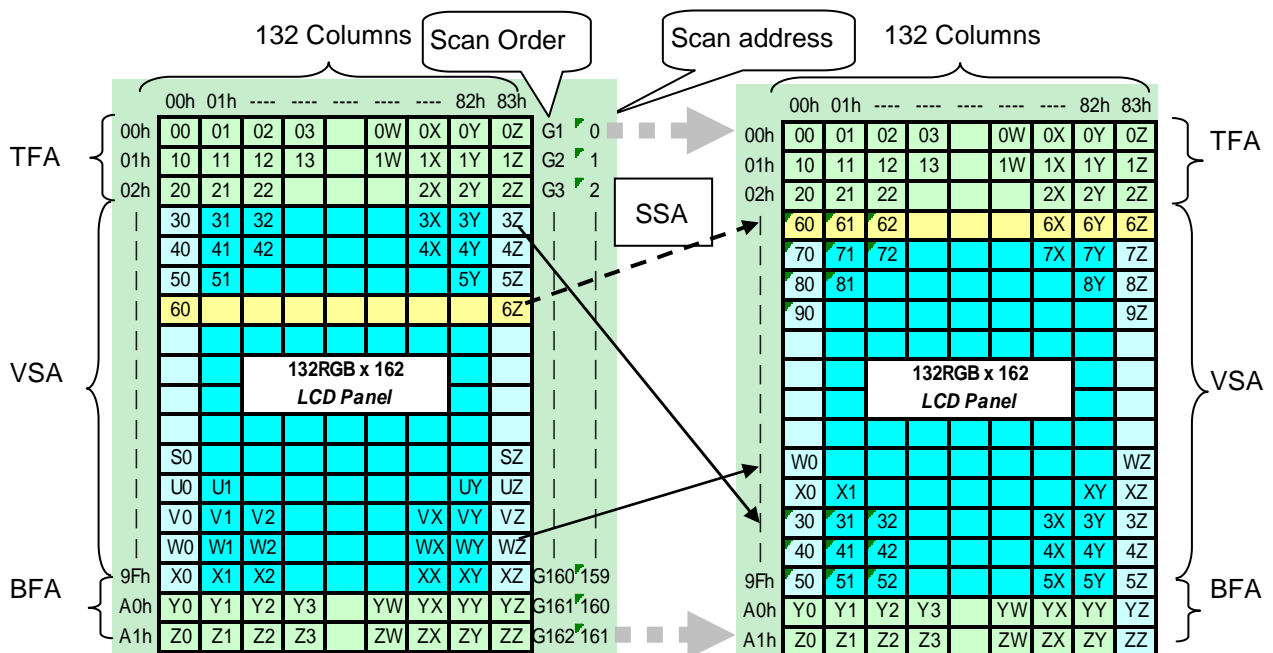 132 Columns Scan Order Scan address 132 Columns
00h 01h ---- ---- ---- ---- ---- 82h 83h 00h 01h ---- ---- ---- ---- ---- 82h 83h
00h 00 01 02 03 0W 0X 0Y 0Z G1 0 00h 00 01 02 03 0W 0X 0Y 0Z
TFA 01h 10 11 12 13 1W 1X 1Y 1Z G2 1 01h 10 11 12 13 1W 1X 1Y 1Z TFA
02h 20 21 22 2X 2Y 2Z G3 2 02h 20 21 22 2X 2Y 2Z
30 31 32 3X 3Y 3Z SSA 60 61 62 6X 6Y 6Z
40 41 42 4X 4Y 4Z 70 71 72 7X 7Y 7Z
50 51 5Y 5Z 80 81 8Y 8Z
60 6Z 90 9Z
VSA 132RGB x 162 132RGB x 162 VSA
LCD Panel LCD Panel
S0 SZ W0 WZ
U0 U1 UY UZ X0 X1 XY XZ
V0 V1 V2 VX VY VZ 30 31 32 3X 3Y 3Z
W0 W1 W2 WX WY WZ 40 41 42 4X 4Y 4Z
9Fh X0 X1 X2 XX XY XZ G160 159 9Fh 50 51 52 5X 5Y 5Z
BFA A0h Y0 Y1 Y2 Y3 YW YX YY YZ G161 160 A0h Y0 Y1 Y2 Y3 YW YX YY YZ BFA
A1h Z0 Z1 Z2 Z3 ZW ZX ZY ZZ G162 161 A1h Z0 Z1 Z2 Z3 ZW ZX ZY ZZ